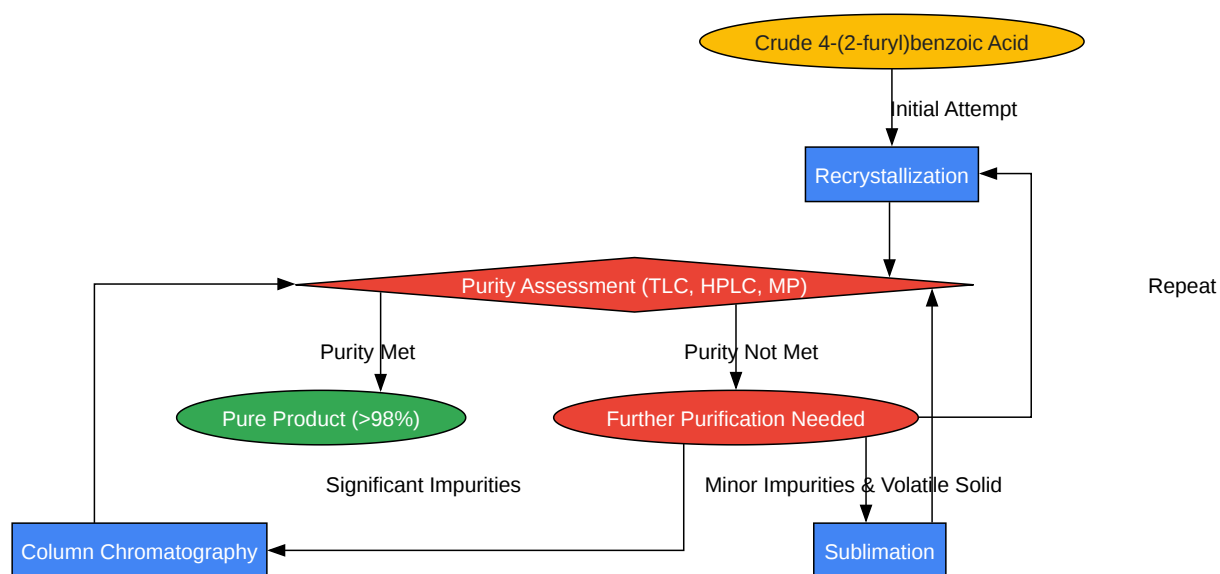 Crude 4-(2-furyl)benzoic Acid
Initial Attempt
Recrystallization
Purity Assessment (TLC, HPLC, MP)
Repeat
Purity Met
Purity Not Met
Pure Product (>98%)
Further Purification Needed
Significant Impurities
Minor Impurities & Volatile Solid
Column Chromatography
Sublimation